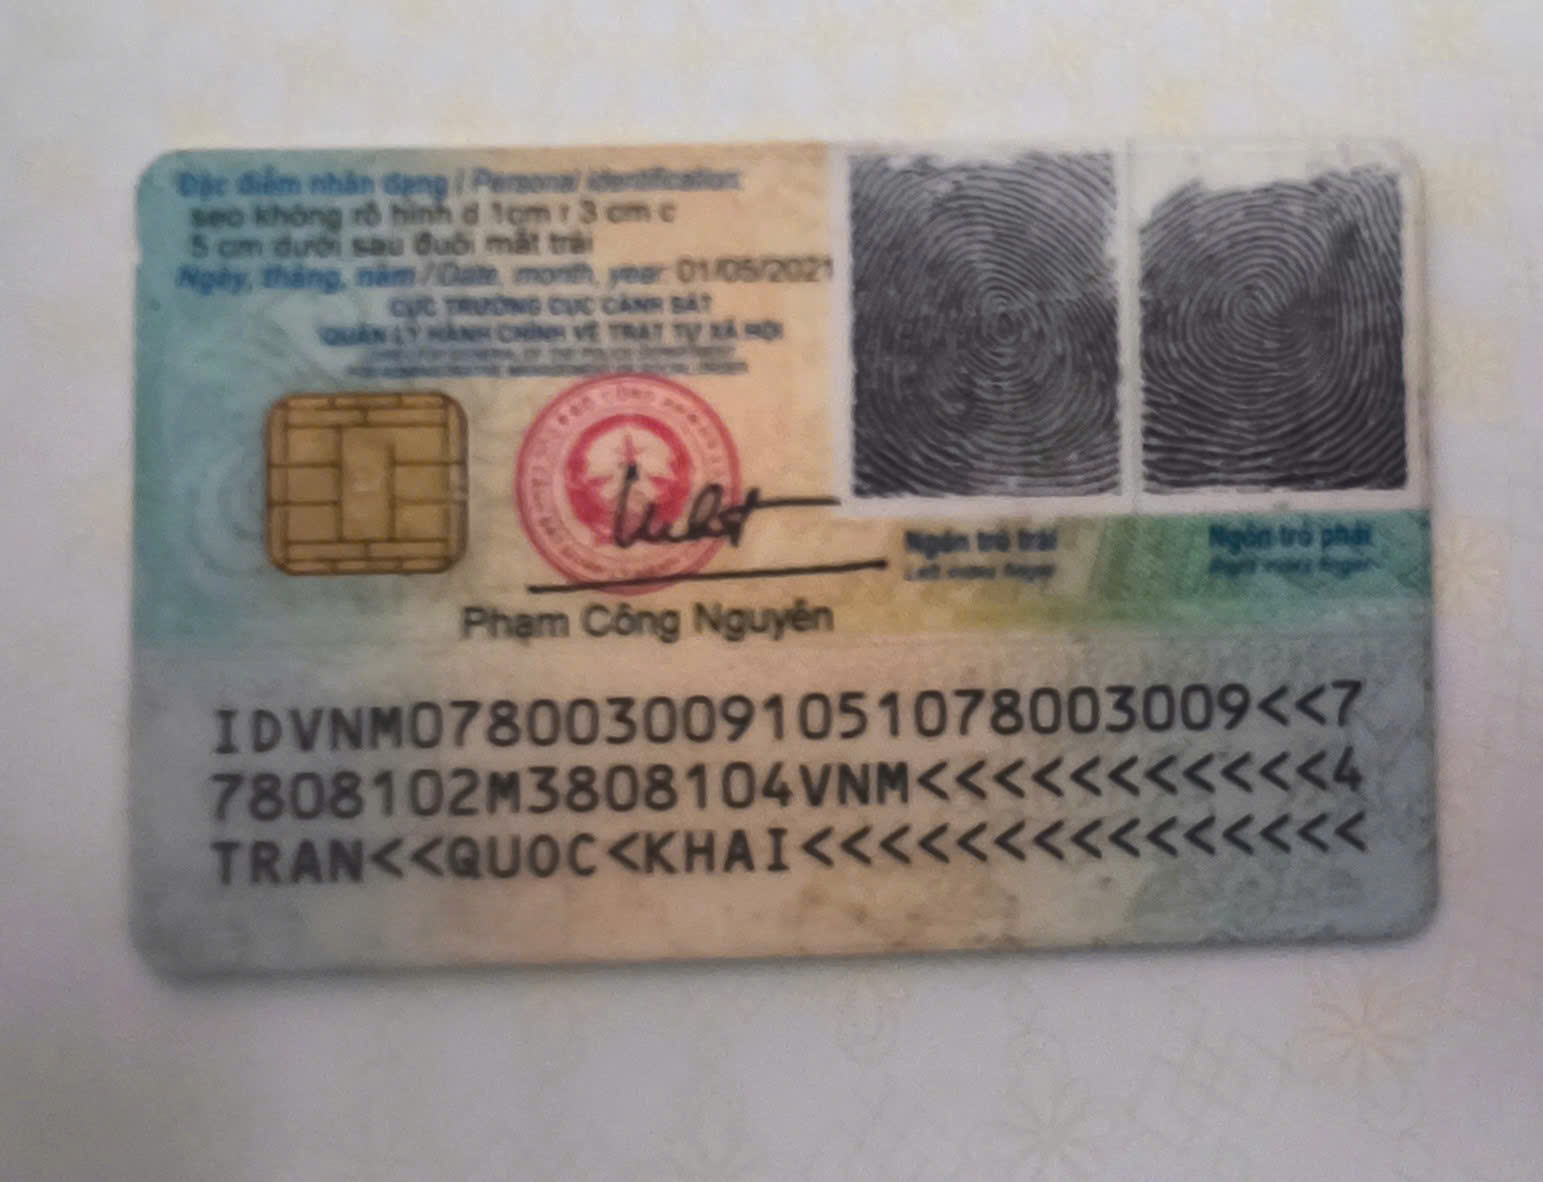 Đặc điểm nhân dạng / Personal identification:
sẹo không rõ hình d 1cm r 3 cm c
5 cm dưới sau đuôi mắt trái
Ngày, tháng, năm / Date, month, year: 01/05/2021
CỤC TRƯỞNG CỤC CẢNH SÁT
QUẢN LÝ HÀNH CHÍNH VỀ TRẬT TỰ XÃ HỘI
Phạm Công Nguyên
Ngón trỏ trái
Left index finger
Ngón trỏ phải
Right index finger
IDVNM0780030091051078003009<<7
7808102M3808104VNM<<<<<<<<<<<4
TRAN<<QUOC<KHAI<<<<<<<<<<<<<<<